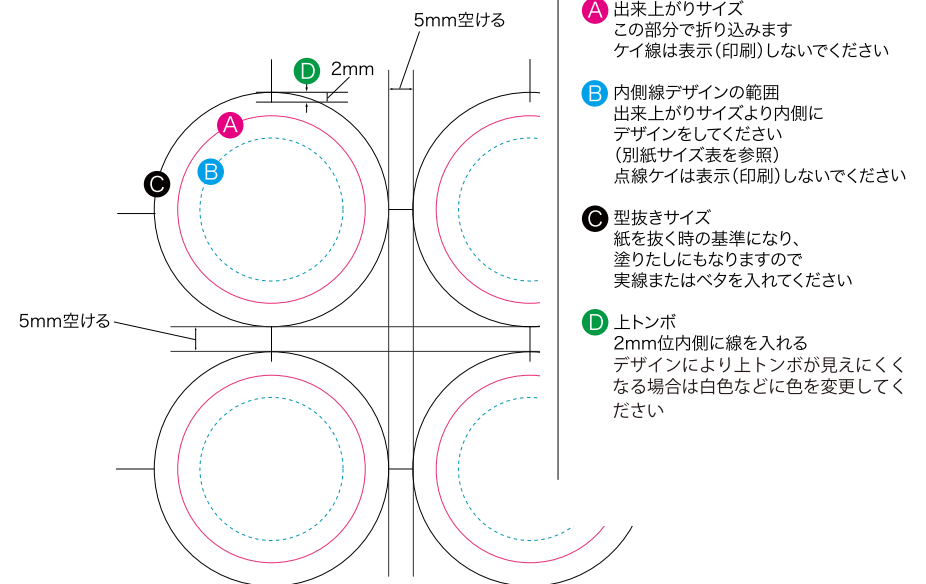 5mm空ける
D
2mm
A
B
C
5mm空ける
A 出来上がりサイズ
この部分で折り込みます
ケイ線は表示（印刷）しないでください
B 内側線デザインの範囲
出来上がりサイズより内側に
デザインをしてください
（別紙サイズ表を参照）
点線ケイは表示（印刷）しないでください
C 型抜きサイズ
紙を抜く時の基準になり、
塗りたしにもなりますので
実線またはベタを入れてください
D 上トンボ
2mm位内側に線を入れる
デザインにより上トンボが見えにくく
なる場合は白色などに色を変更してく
ださい